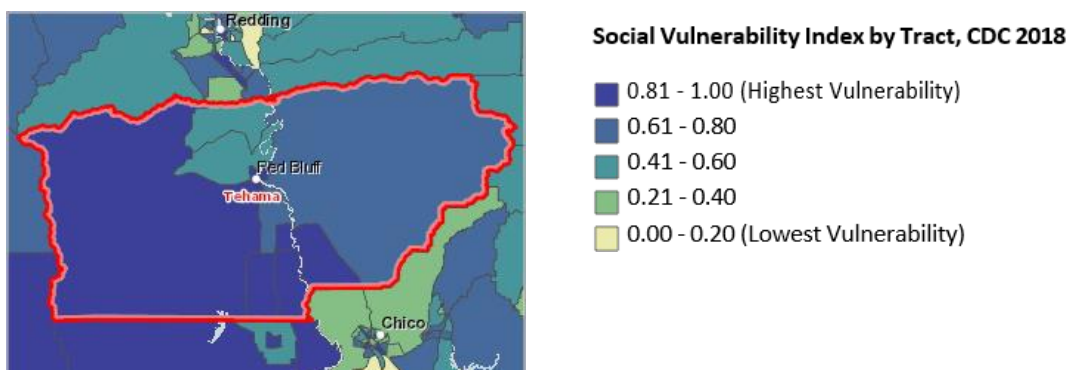 Redding
Red Bluff
Tehama
Chico
Social Vulnerability Index by Tract, CDC 2018
0.81 - 1.00 (Highest Vulnerability)
0.61 - 0.80
0.41 - 0.60
0.21 - 0.40
0.00 - 0.20 (Lowest Vulnerability)